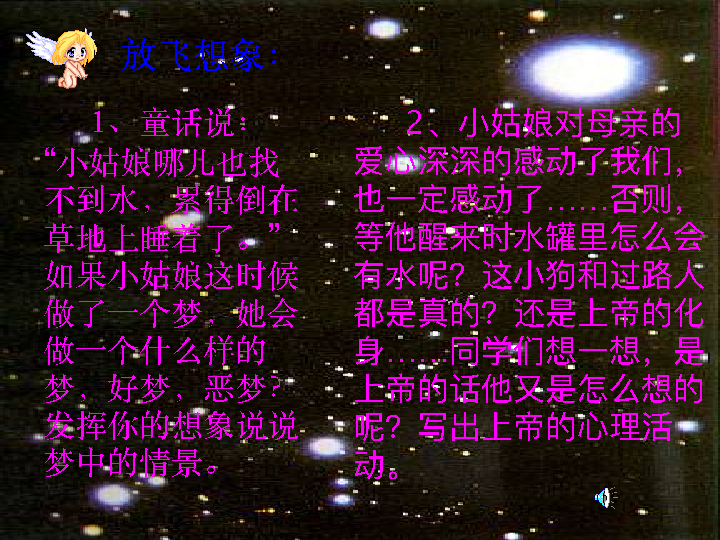 放飞想象：
1、童话说：
“小姑娘哪儿也找
不到水，累得倒在
草地上睡着了。”
如果小姑娘这时候
做了一个梦，她会
做一个什么样的
梦，好梦，恶梦？
发挥你的想象说说
梦中的情景。
2、小姑娘对母亲的
爱心深深的感动了我们，
也一定感动了……否则，
等他醒来时水罐里怎么会
有水呢？这小狗和过路人
都是真的？还是上帝的化
身……同学们想一想，是
上帝的话他又是怎么想的
呢？写出上帝的心理活
动。